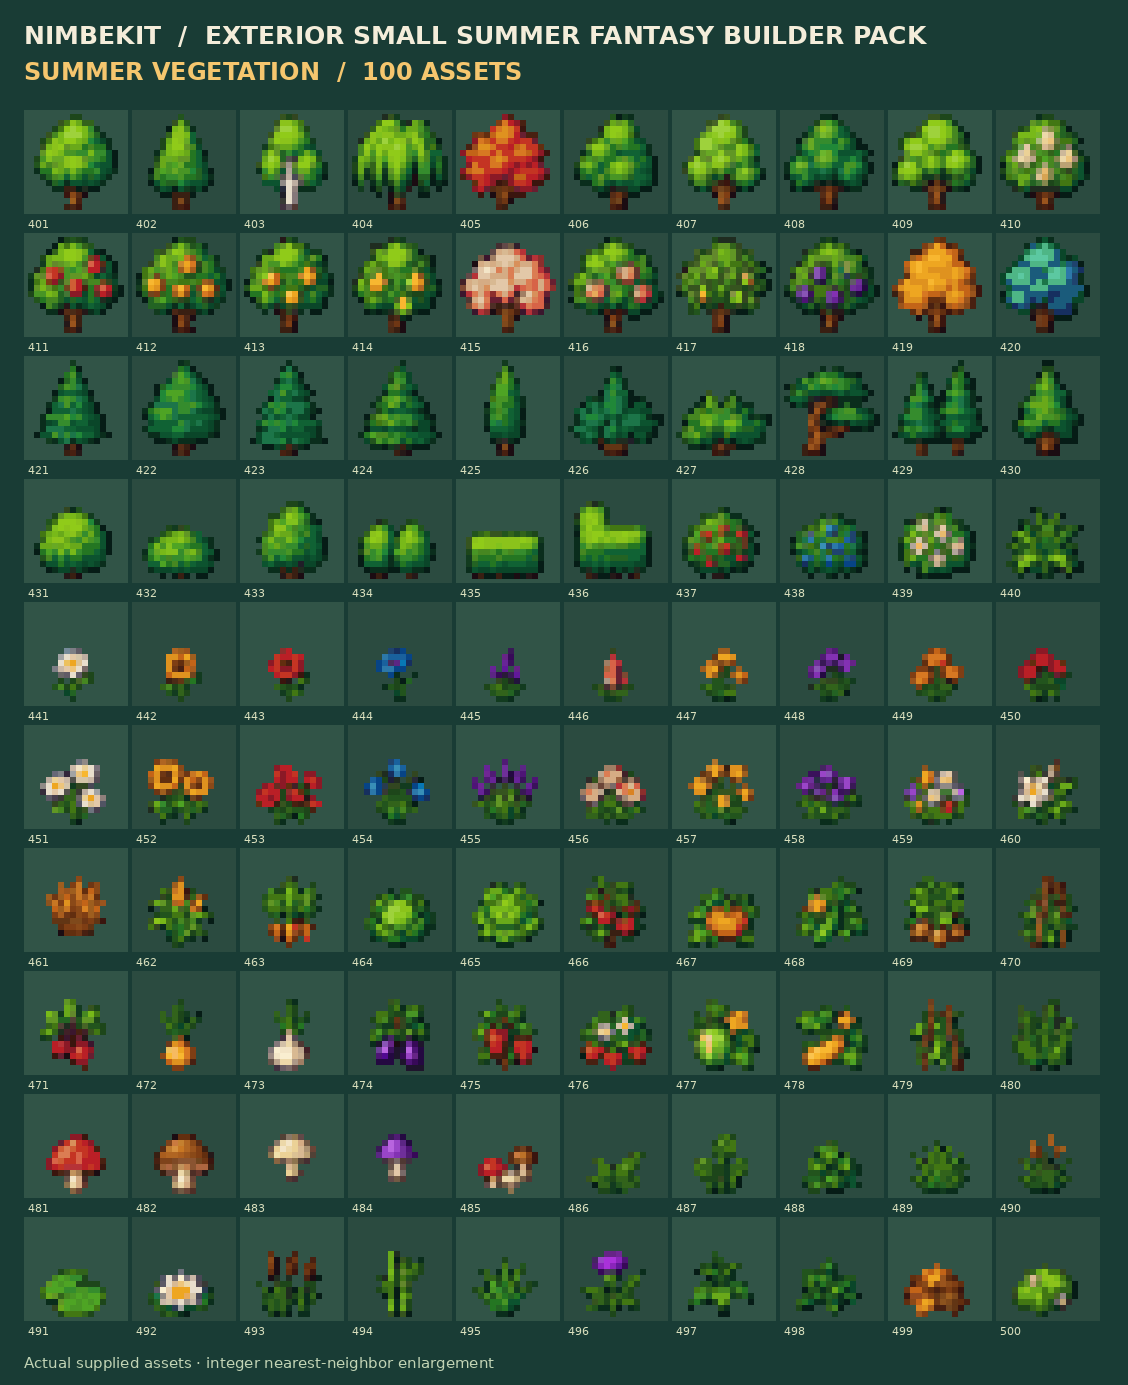 NIMBEKIT / EXTERIOR SMALL SUMMER FANTASY BUILDER PACK
SUMMER VEGETATION / 100 ASSETS
401 402 403 404 405 406 407 408 409 410
411 412 413 414 415 416 417 418 419 420
421 422 423 424 425 426 427 428 429 430
431 432 433 434 435 436 437 438 439 440
441 442 443 444 445 446 447 448 449 450
451 452 453 454 455 456 457 458 459 460
461 462 463 464 465 466 467 468 469 470
471 472 473 474 475 476 477 478 479 480
481 482 483 484 485 486 487 488 489 490
491 492 493 494 495 496 497 498 499 500
Actual supplied assets · integer nearest-neighbor enlargement